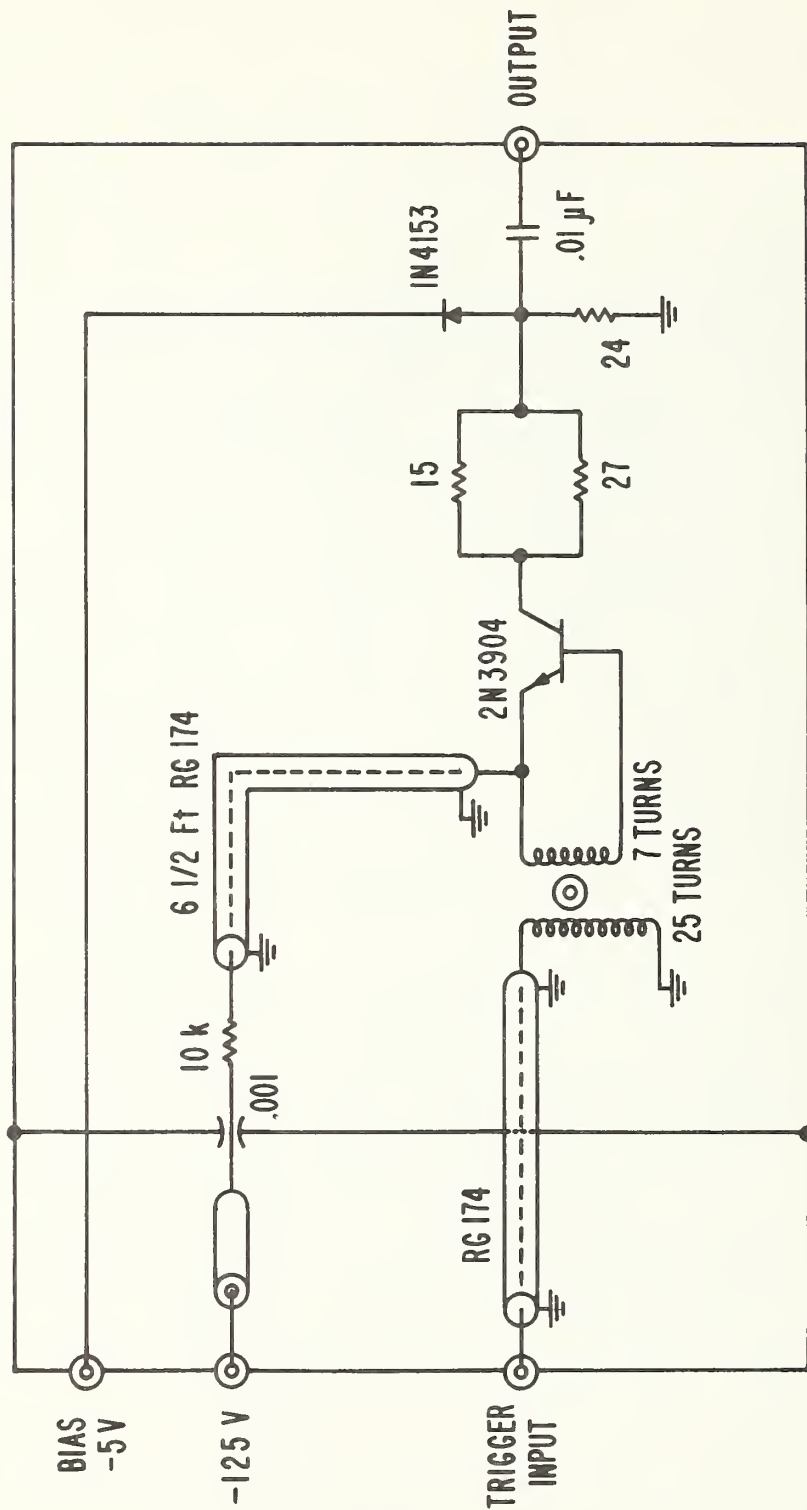 BIAS
-5V
-125 V
TRIGGER
INPUT
.001
10 k
6 1/2 Ft RG 174
RG 174
25 TURNS
7 TURNS
2N3904
15
27
1N4153
24
.01 µF
OUTPUT